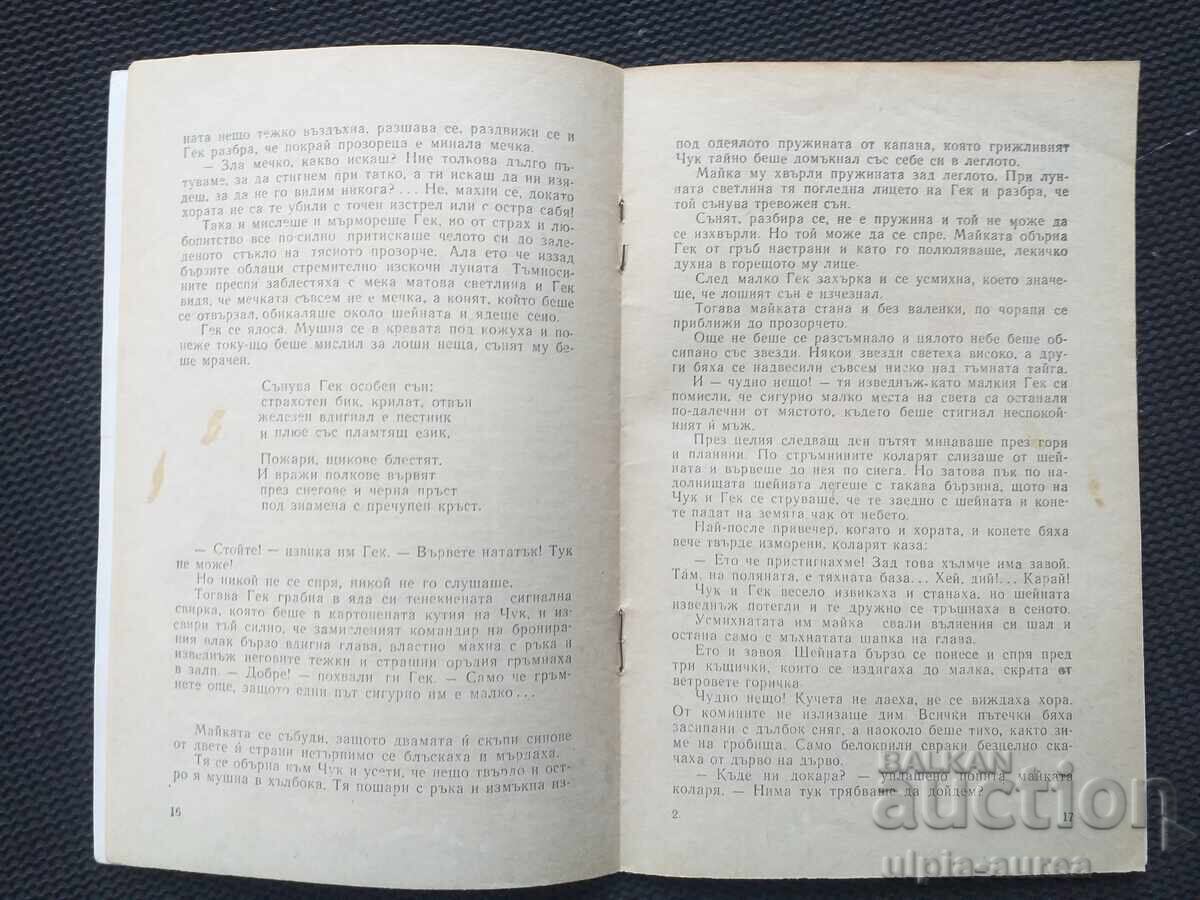 ната нещо тежко въздъхна, разшава се, раздвижи се и
Гек разбра, че покрай прозореца е минала мечка.
— Зла мечко, какво искаш? Ние толкова дълго пъ-
туваме, за да стигнем при татко, а ти искаш да ни изя-
деш, за да не го видим никога?... Не, махни се, докато
хората не са те убили с точен изстрел или с остра сабя!
Така и мислеше и мърмореше Гек, но от страх и лю-
бопитство все по-силно притискаше челото си до зале-
деното стъкло на тясното прозорче. Ала ето че иззад
бързите облаци стремително изскочи луната Тъмноси-
ните преспи заблестяха с мека матова светлина и Гек
видя, че мечката съвсем не е мечка, а конят, който беше
се отвързал, обикаляше около шейната и ядеше сено.
Гек се ядоса. Мушна се в кревата под кожуха и по-
неже току-що беше мислил за лоши неща, сънят му бе-
ше мрачен.
Сънува Гек особен сън:
страхотен бик, крилат, отвън
железен вдигнал е пестник
и плюе със пламтящ език,
Пожари, щикове блестят.
И вражи полкове вървят
през снегове и черна пръст
под знамена с пречупен кръст.
— Стойте! — извика им Гек. — Вървете нататък! Тук
не може!
Но никой не се спря, никой не го слушаше.
Тогава Гек грабна в яда си тенекиената сигнална
свирка, която беше в картонената кутия на Чук, и из-
свири тъй силно, че замисленият командир на бронира-
ния влак бързо вдигна глава, властно махна с ръка и
изведнъж неговите тежки и страшни оръдия гръмнаха
в залп. — Добре! — похвали ги Гек. — Само че гръм-
нете още, защото един път сигурно им е малко...
Майката се събуди, защото двамата ѝ скъпи синове
от двете ѝ страни нетърпимо се блъскаха и мърдаха.
Тя се обърна към Чук и усети, че нещо твърдо и ост-
ро я мушна в хълбока. Тя пошари с ръка и измъкна из-
16
под одеялото пружината от капана, която грижливият
Чук тайно беше домъкнал със себе си в леглото.
Майка му хвърли пружината зад леглото. При лун-
ната светлина тя погледна лицето на Гек и разбра, че
той сънува тревожен сън.
Сънят, разбира се, не е пружина и той не може да
се изхвърли. Но той може да се спре. Майката обърна
Гек от гръб настрани и като го полюляваше, лекичко
духна в горещото му лице.
След малко Гек захърка и се усмихна, което значе-
ше, че лошият сън е изчезнал.
Тогава майката стана и без валенки, по чорапи се
приближи до прозорчето.
Още не беше се разсъмнало и цялото небе беше об-
сипано със звезди. Някои звезди светеха високо, а дру-
ги бяха се надвесили съвсем ниско над тъмната тайга.
И — чудно нещо! — тя изведнъж като малкия Гек си
помисли, че сигурно малко места на света са останали
по-далечни от мястото, където беше стигнал неспокой-
ният ѝ мъж.
През целия следващ ден пътят минаваше през гори
и планини. По стръмнините коларят слизаше от шей-
ната и вървеше до нея по снега. Но затова пък по на-
долнищата шейната летеше с такава бързина, щото на
Чук и Гек се струваше, че те заедно с шейната и коне-
те падат на земята чак от небето.
Най-после привечер, когато и хората, и конете бяха
вече твърде изморени, коларят каза:
— Ето че пристигнахме! Зад това хълмче има завой.
Там, на поляната, е тяхната база... Хей, дий!... Карай!
Чук и Гек весело извикаха и станаха, но шейната
изведнъж потегли и те дружно се тръшнаха в сеното.
Усмихнатата им майка свали вълнения си шал и
остана само с мъхнатата шапка на глава.
Ето и завоя. Шейната бързо се понесе и спря пред
три къщички, които се издигаха до малка, скрита от
ветровете горичка.
Чудно нещо! Кучета не лаеха, не се виждаха хора.
От комините не излизаше дим. Всички пътечки бяха
засипани с дълбок сняг, а наоколо беше тихо, както зи-
ме на гробища. Само белокрили свраки безцелно ска-
чаха от дърво на дърво.
— Къде ни докара? — уплашено попита майката
коларя. — Нима тук трябваше да дойдем?
2.
17
BALKAN
auction
ulpia-aurea